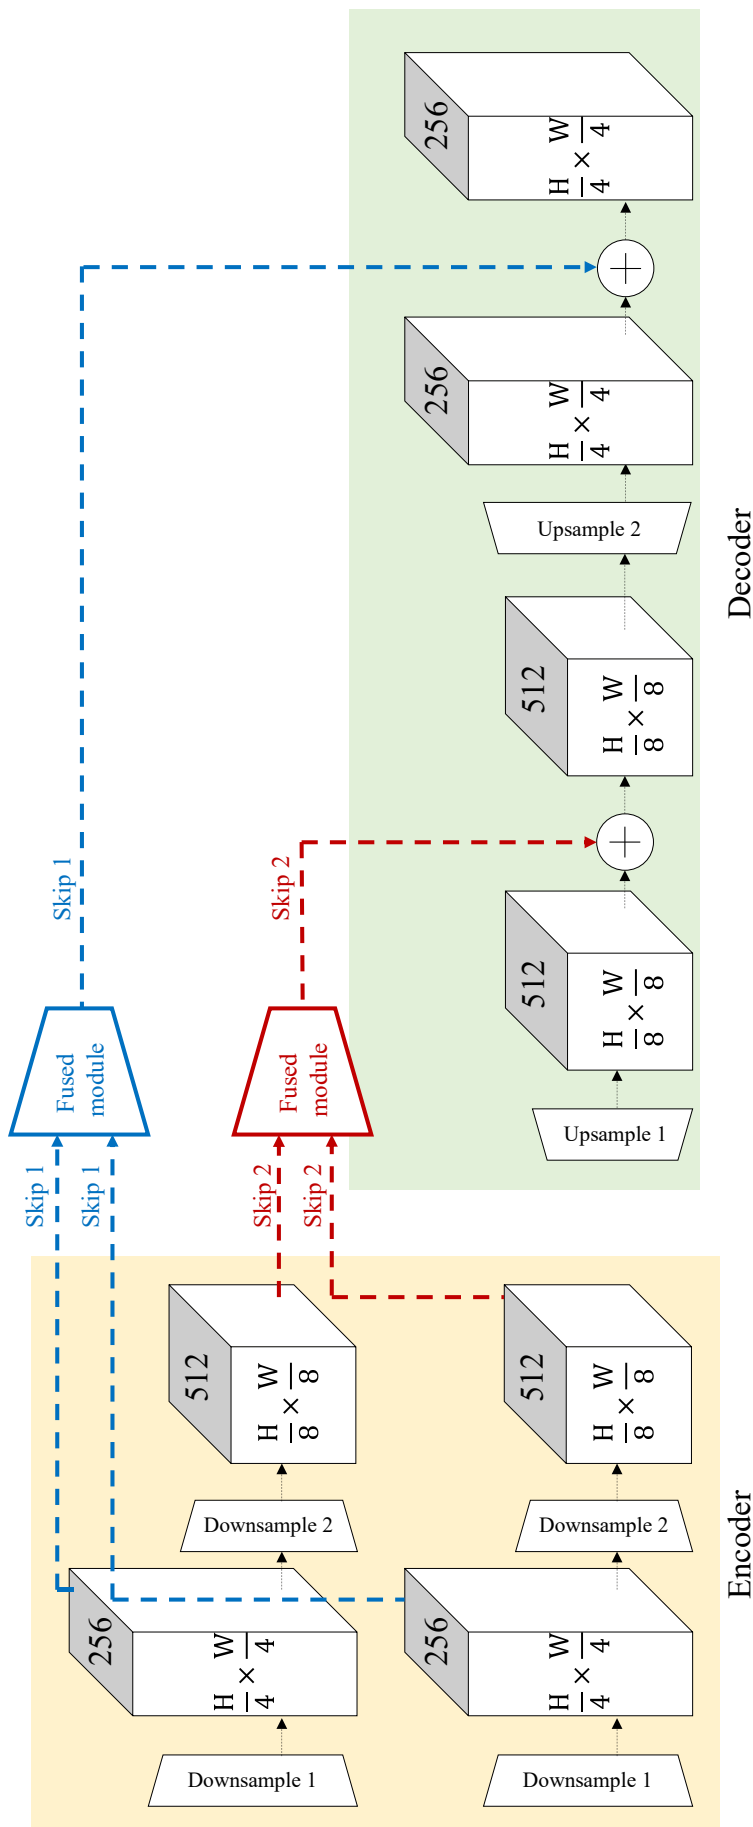 256
H/4 × W/4
256
H/4 × W/4
Upsample 2
512
H/8 × W/8
Decoder
Skip 1
Skip 2
512
H/8 × W/8
Fused
module
Fused
module
Upsample 1
Skip 1
Skip 1
Skip 2
Skip 2
512
H/8 × W/8
512
H/8 × W/8
Downsample 2
Downsample 2
Encoder
256
H/4 × W/4
256
H/4 × W/4
Downsample 1
Downsample 1